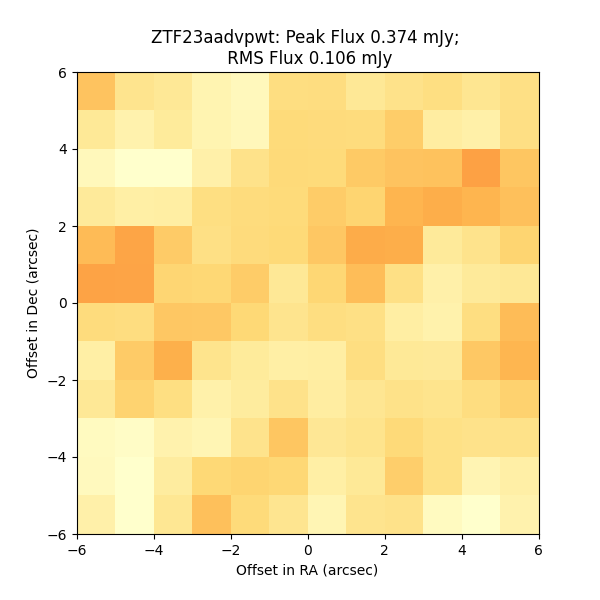 ZTF23aadvpwt: Peak Flux 0.374 mJy;
RMS Flux 0.106 mJy
6
4
2
0
−2
−4
−6
Offset in Dec (arcsec)
−6 −4 −2 0 2 4 6
Offset in RA (arcsec)